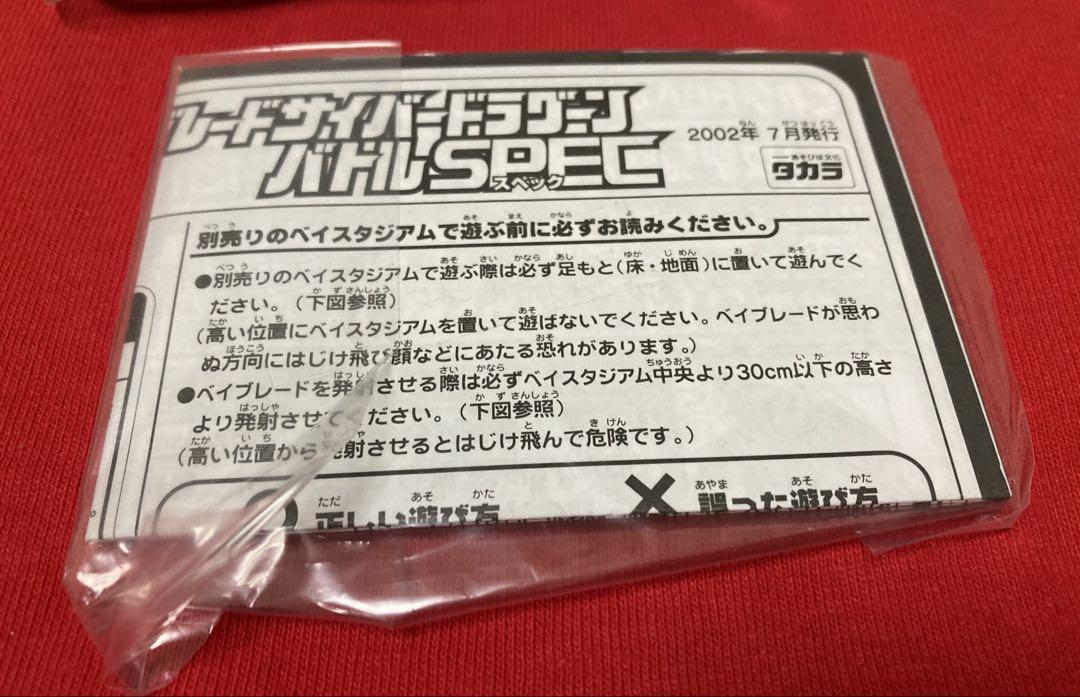 レードサイバードラグーン
バトルSPEC
スペック
2002年 7月発行
あそびは文化
タカラ
別売りのベイスタジアムで遊ぶ前に必ずお読みください。
●別売りのベイスタジアムで遊ぶ際は必ず足もと(床・地面)に置いて遊んでく
ださい。(下図参照)
(高い位置にベイスタジアムを置いて遊ばないでください。ベイブレードが思わ
ぬ方向にはじけ飛び顔などにあたる恐れがあります。)
●ベイブレードを発射させる際は必ずベイスタジアム中央より30cm以下の高さ
より発射させてください。(下図参照)
(高い位置から発射させるとはじけ飛んで危険です。)
正しい遊び方
×誤った遊び方